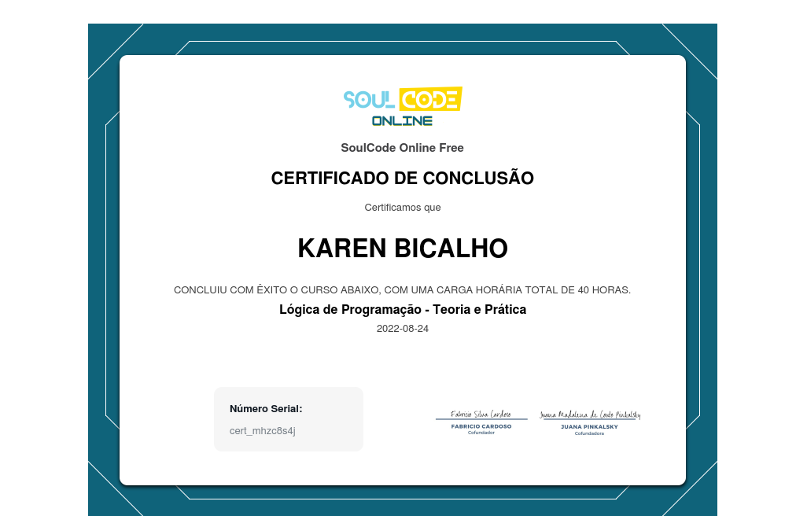 SOUL CODE
ONLINE
SoulCode Online Free
CERTIFICADO DE CONCLUSÃO
Certificamos que
KAREN BICALHO
CONCLUIU COM ÊXITO O CURSO ABAIXO, COM UMA CARGA HORÁRIA TOTAL DE 40 HORAS.
Lógica de Programação - Teoria e Prática
2022-08-24
Número Serial:
cert_mhzc8s4j
Fabricio Silva Cardoso
FABRICIO CARDOSO
Cofundador
Juana Madalena de Couto Pinkalsky
JUANA PINKALSKY
Cofundadora